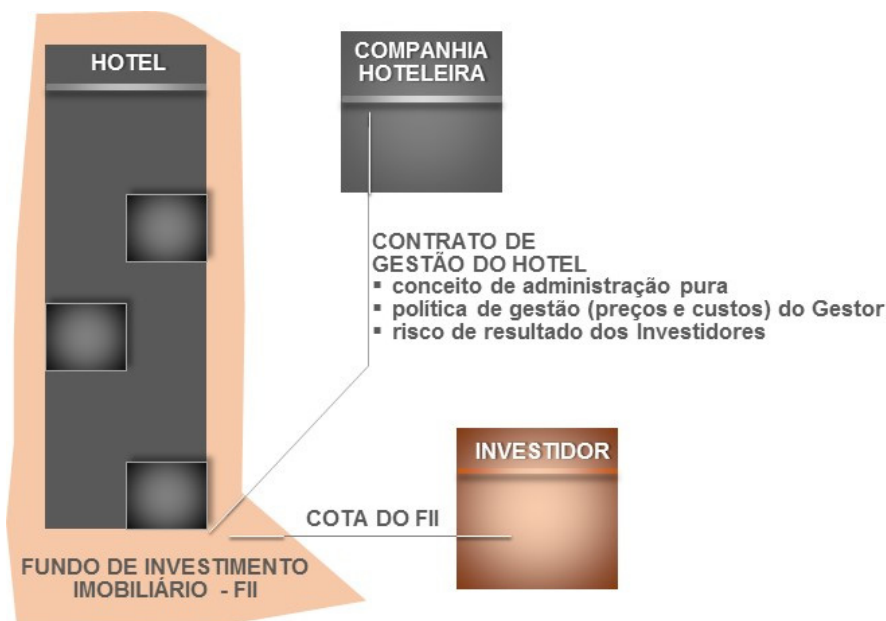 HOTEL
COMPANHIA
HOTELEIRA
CONTRATO DE
GESTÃO DO HOTEL
▪ conceito de administração pura
▪ política de gestão (preços e custos) do Gestor
▪ risco de resultado dos Investidores
INVESTIDOR
COTA DO FII
FUNDO DE INVESTIMENTO
IMOBILIÁRIO - FII